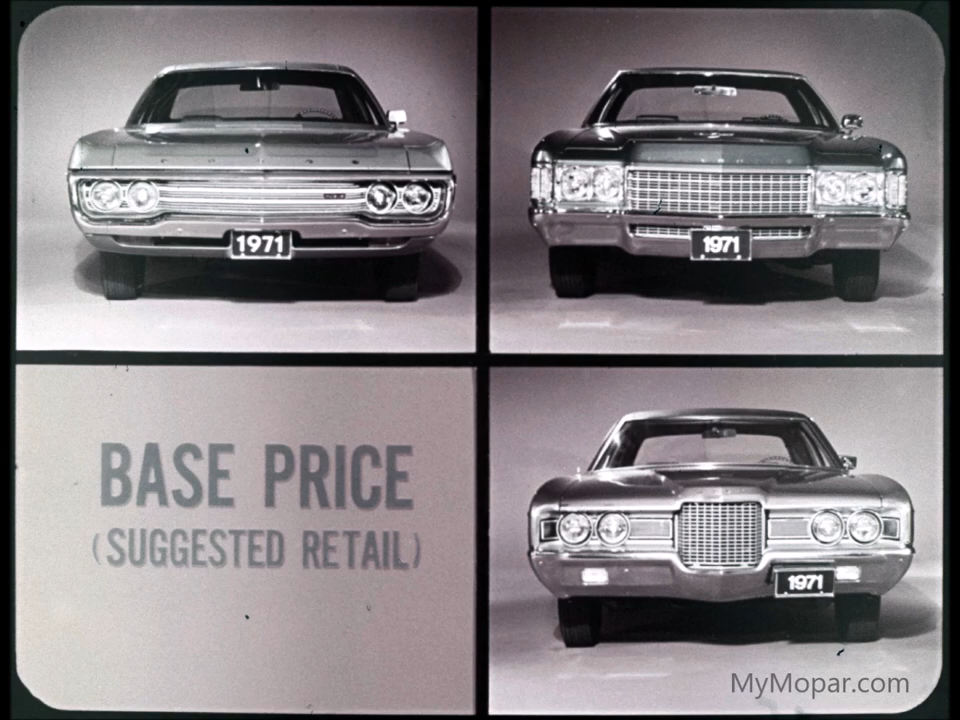 1971
1971
BASE PRICE
(SUGGESTED RETAIL)
1971
MyMopar.com